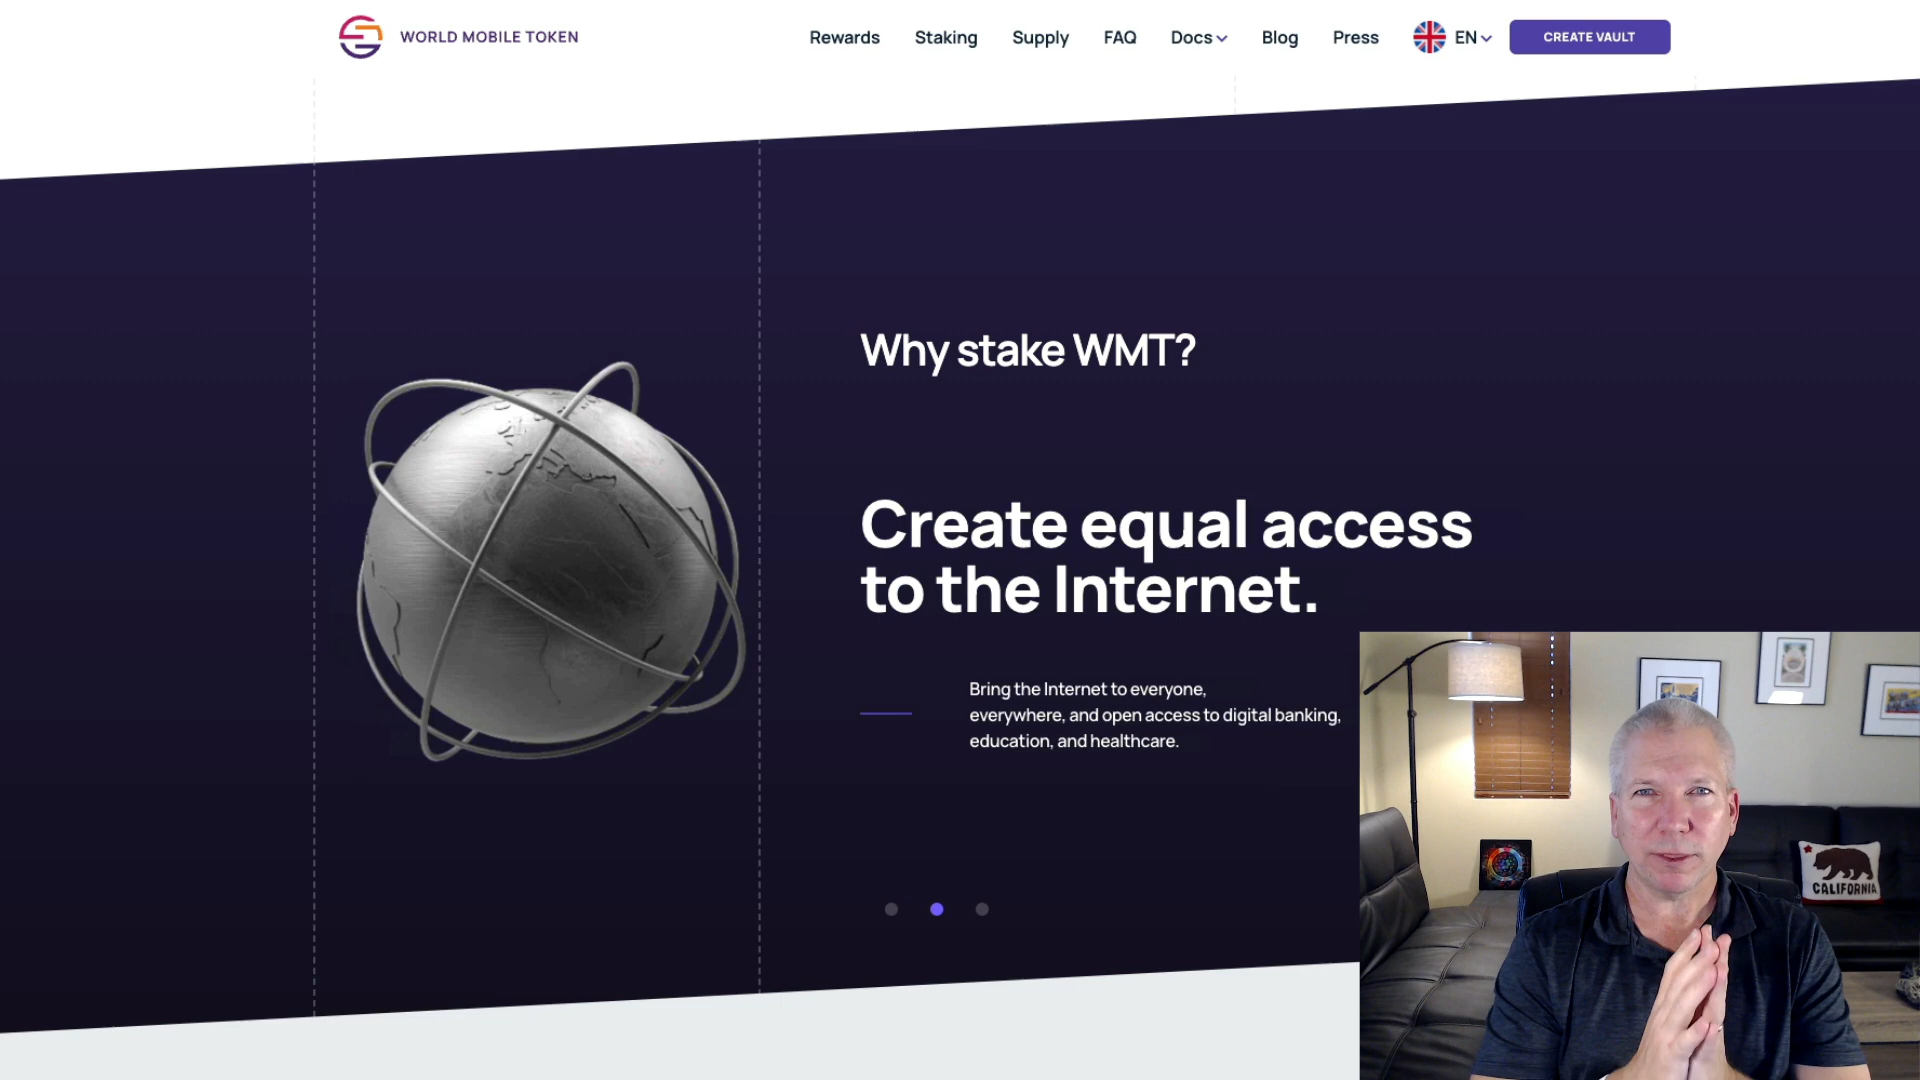 WORLD MOBILE TOKEN
Rewards
Staking
Supply
FAQ
Docs
Blog
Press
EN
CREATE VAULT
Why stake WMT?
Create equal access
to the Internet.
Bring the Internet to everyone,
everywhere, and open access to digital banking,
education, and healthcare.
CALIFORNIA